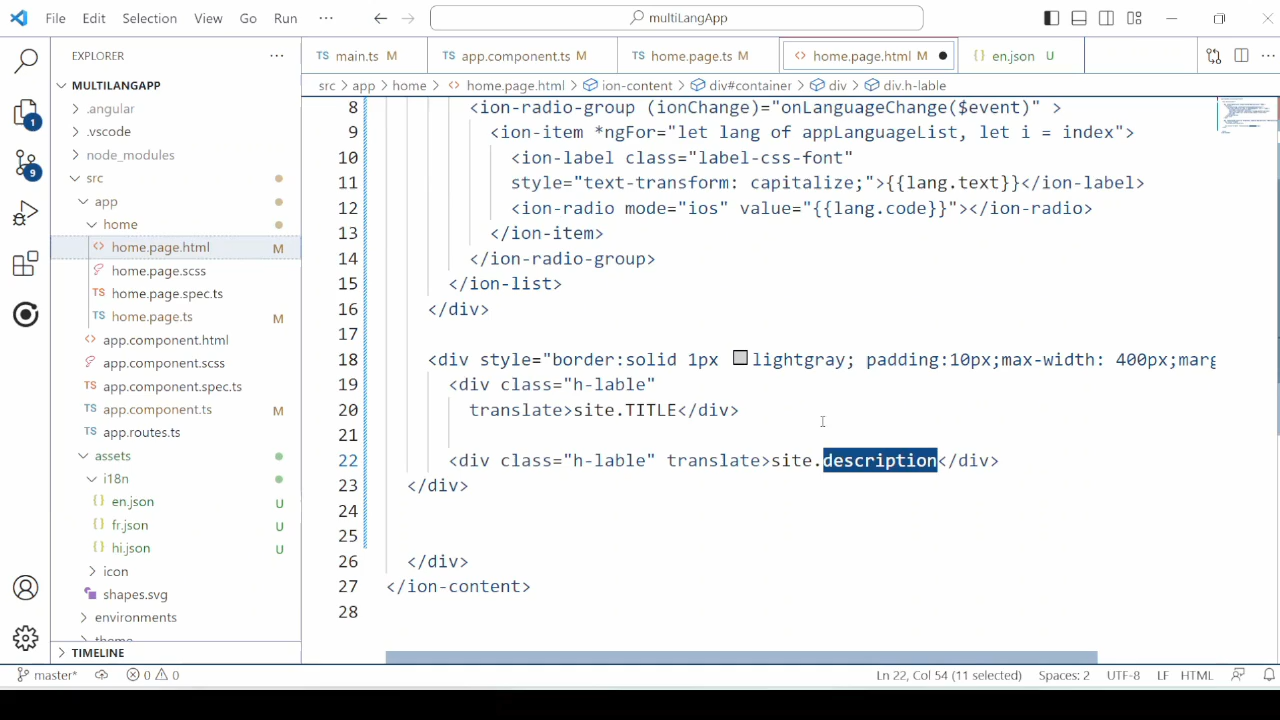 File Edit Selection View Go Run ··· multiLangApp
EXPLORER ···
MULTILANGAPP
.angular
.vscode
node_modules
src
app
home
home.page.html M
home.page.scss
home.page.spec.ts
home.page.ts M
app.component.html
app.component.scss
app.component.spec.ts
app.component.ts M
app.routes.ts
assets
i18n
en.json U
fr.json U
hi.json U
icon
shapes.svg
environments
theme
TIMELINE
1
9
TS main.ts M TS app.component.ts M TS home.page.ts M <> home.page.html M {} en.json U ···
src > app > home > <> home.page.html > ion-content > div#container > div > div.h-lable
8 <ion-radio-group (ionChange)="onLanguageChange($event)" >
9 <ion-item *ngFor="let lang of appLanguageList, let i = index">
10 <ion-label class="label-css-font"
11 style="text-transform: capitalize;">{{lang.text}}</ion-label>
12 <ion-radio mode="ios" value="{{lang.code}}"></ion-radio>
13 </ion-item>
14 </ion-radio-group>
15 </ion-list>
16 </div>
17
18 <div style="border:solid 1px lightgray; padding:10px;max-width: 400px;marg
19 <div class="h-lable"
20 translate>site.TITLE</div>
21
22 <div class="h-lable" translate>site.description</div>
23 </div>
24
25
26 </div>
27 </ion-content>
28
master* 0 0 Ln 22, Col 54 (11 selected) Spaces: 2 UTF-8 LF HTML